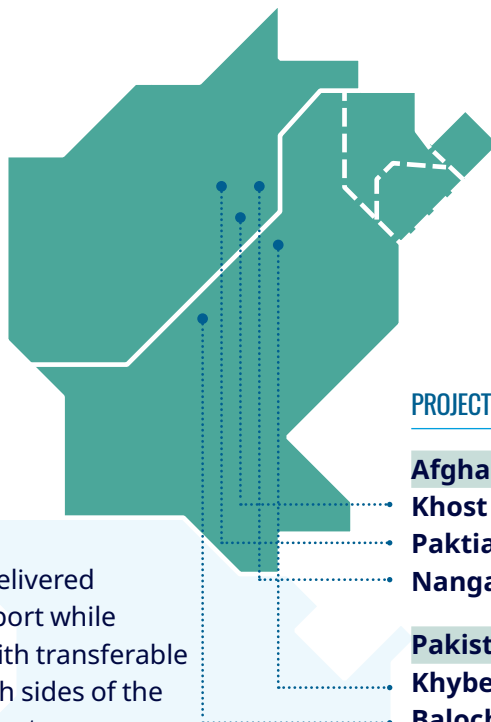 PROJECT
Afgha
Khost
Paktia
Nanga
Pakist
Khybe
Baloch
elivered
port while
ith transferable
h sides of the